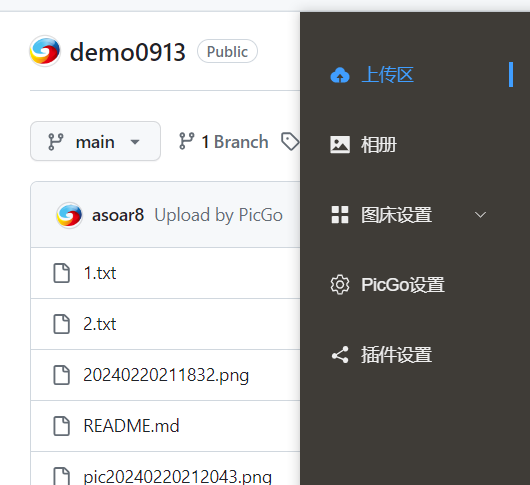 demo0913 Public
main 1 Branch
asoar8 Upload by PicGo
1.txt
2.txt
20240220211832.png
README.md
pic20240220212043.png
上传区
相册
图床设置
PicGo设置
插件设置